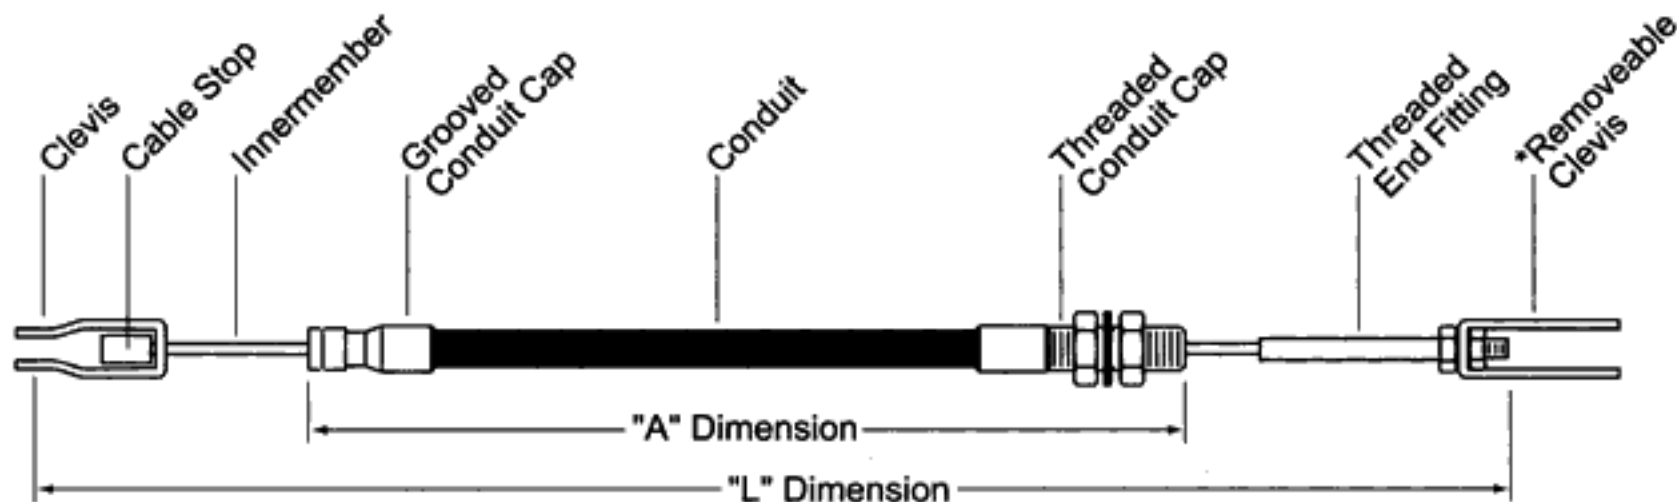 Clevis
Cable Stop
Innermember
Grooved
Conduit Cap
Conduit
Threaded
Conduit Cap
Threaded
End Fitting
*Removeable
Clevis
"A" Dimension
"L" Dimension